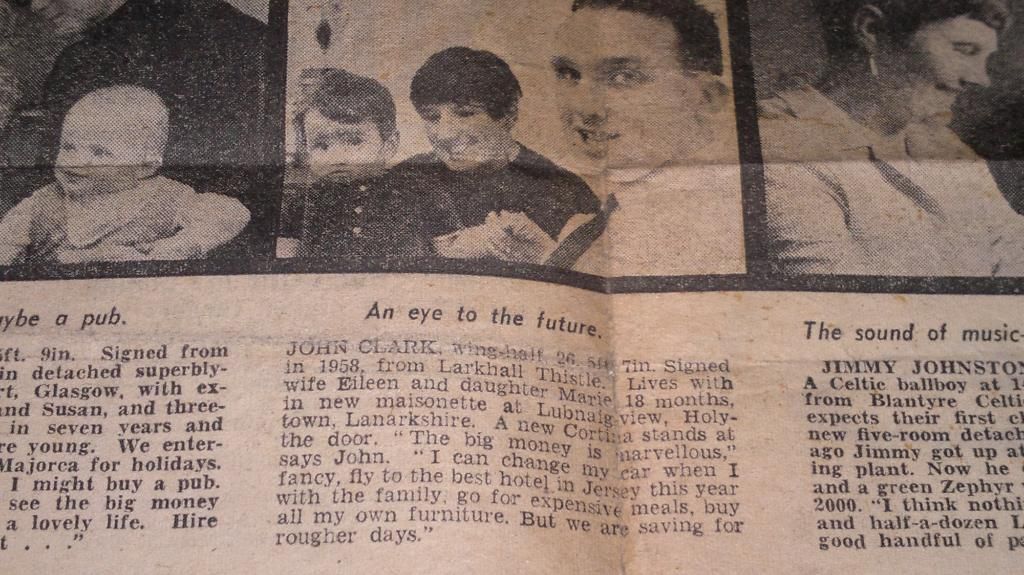 aybe a pub.
ft. 9in. Signed from
in detached superbly-
rt, Glasgow, with ex-
and Susan, and three-
in seven years and
re young. We enter-
Majorca for holidays.
I might buy a pub.
see the big money
a lovely life. Hire
t . . ."
An eye to the future.
JOHN CLARK, wing-half, 26, 5ft 7in. Signed
in 1958, from Larkhall Thistle. Lives with
wife Eileen and daughter Marie, 18 months,
in new maisonette at Lubnaig view, Holy-
town, Lanarkshire. A new Cortina stands at
the door. "The big money is marvellous,"
says John. "I can change my car when I
fancy, fly to the best hotel in Jersey this year
with the family, go for expensive meals, buy
all my own furniture. But we are saving for
rougher days."
The sound of music-
JIMMY JOHNSTO
A Celtic ballboy at 1
from Blantyre Celti
expects their first c
new five-room detach
ago Jimmy got up at
ing plant. Now he
and a green Zephyr
2000. "I think nothi
and half-a-dozen L
good handful of p